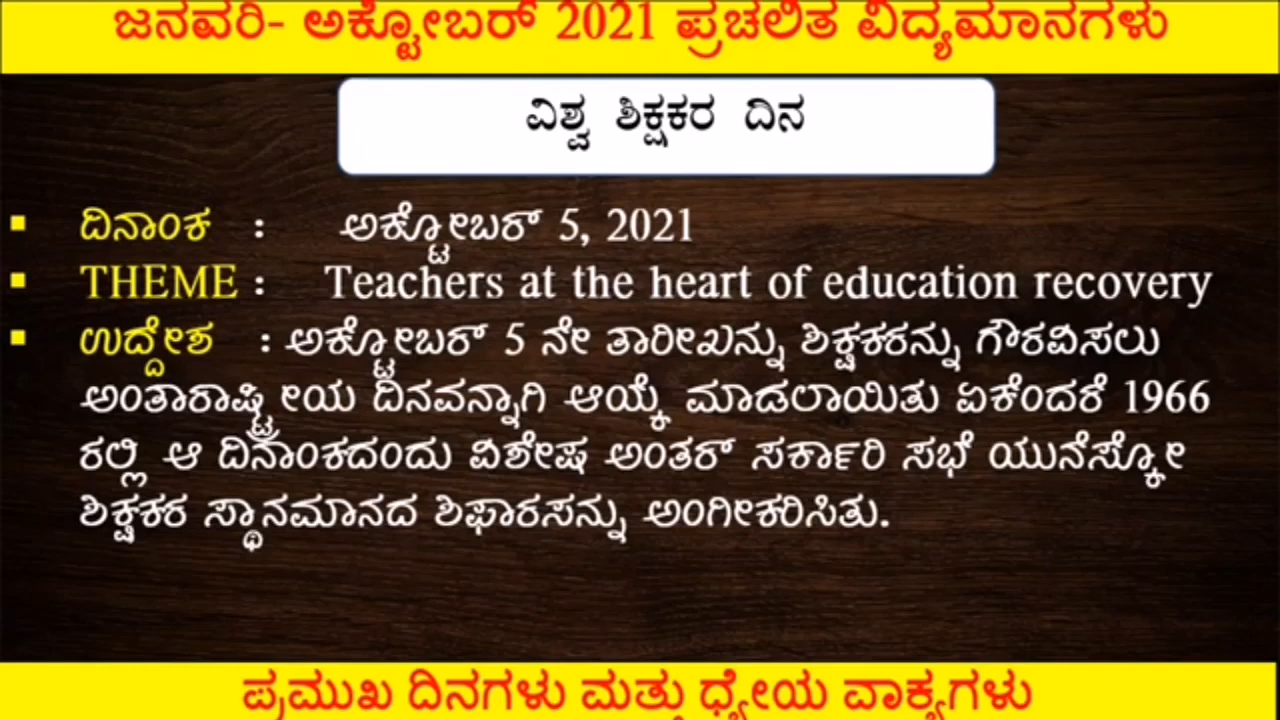 ಜನವರಿ- ಅಕ್ಟೋಬರ್ 2021 ಪ್ರಚಲಿತ ವಿದ್ಯಮಾನಗಳು
ವಿಶ್ವ ಶಿಕ್ಷಕರ ದಿನ
▪ ದಿನಾಂಕ : ಅಕ್ಟೋಬರ್ 5, 2021
▪ THEME : Teachers at the heart of education recovery
▪ ಉದ್ದೇಶ : ಅಕ್ಟೋಬರ್ 5 ನೇ ತಾರೀಖನ್ನು ಶಿಕ್ಷಕರನ್ನು ಗೌರವಿಸಲು
ಅಂತಾರಾಷ್ಟ್ರೀಯ ದಿನವನ್ನಾಗಿ ಆಯ್ಕೆ ಮಾಡಲಾಯಿತು ಏಕೆಂದರೆ 1966
ರಲ್ಲಿ ಆ ದಿನಾಂಕದಂದು ವಿಶೇಷ ಅಂತರ್ ಸರ್ಕಾರಿ ಸಭೆ ಯುನೆಸ್ಕೋ
ಶಿಕ್ಷಕರ ಸ್ಥಾನಮಾನದ ಶಿಫಾರಸನ್ನು ಅಂಗೀಕರಿಸಿತು.
ಪ್ರಮುಖ ದಿನಗಳು ಮತ್ತು ಧ್ಯೇಯ ವಾಕ್ಯಗಳು